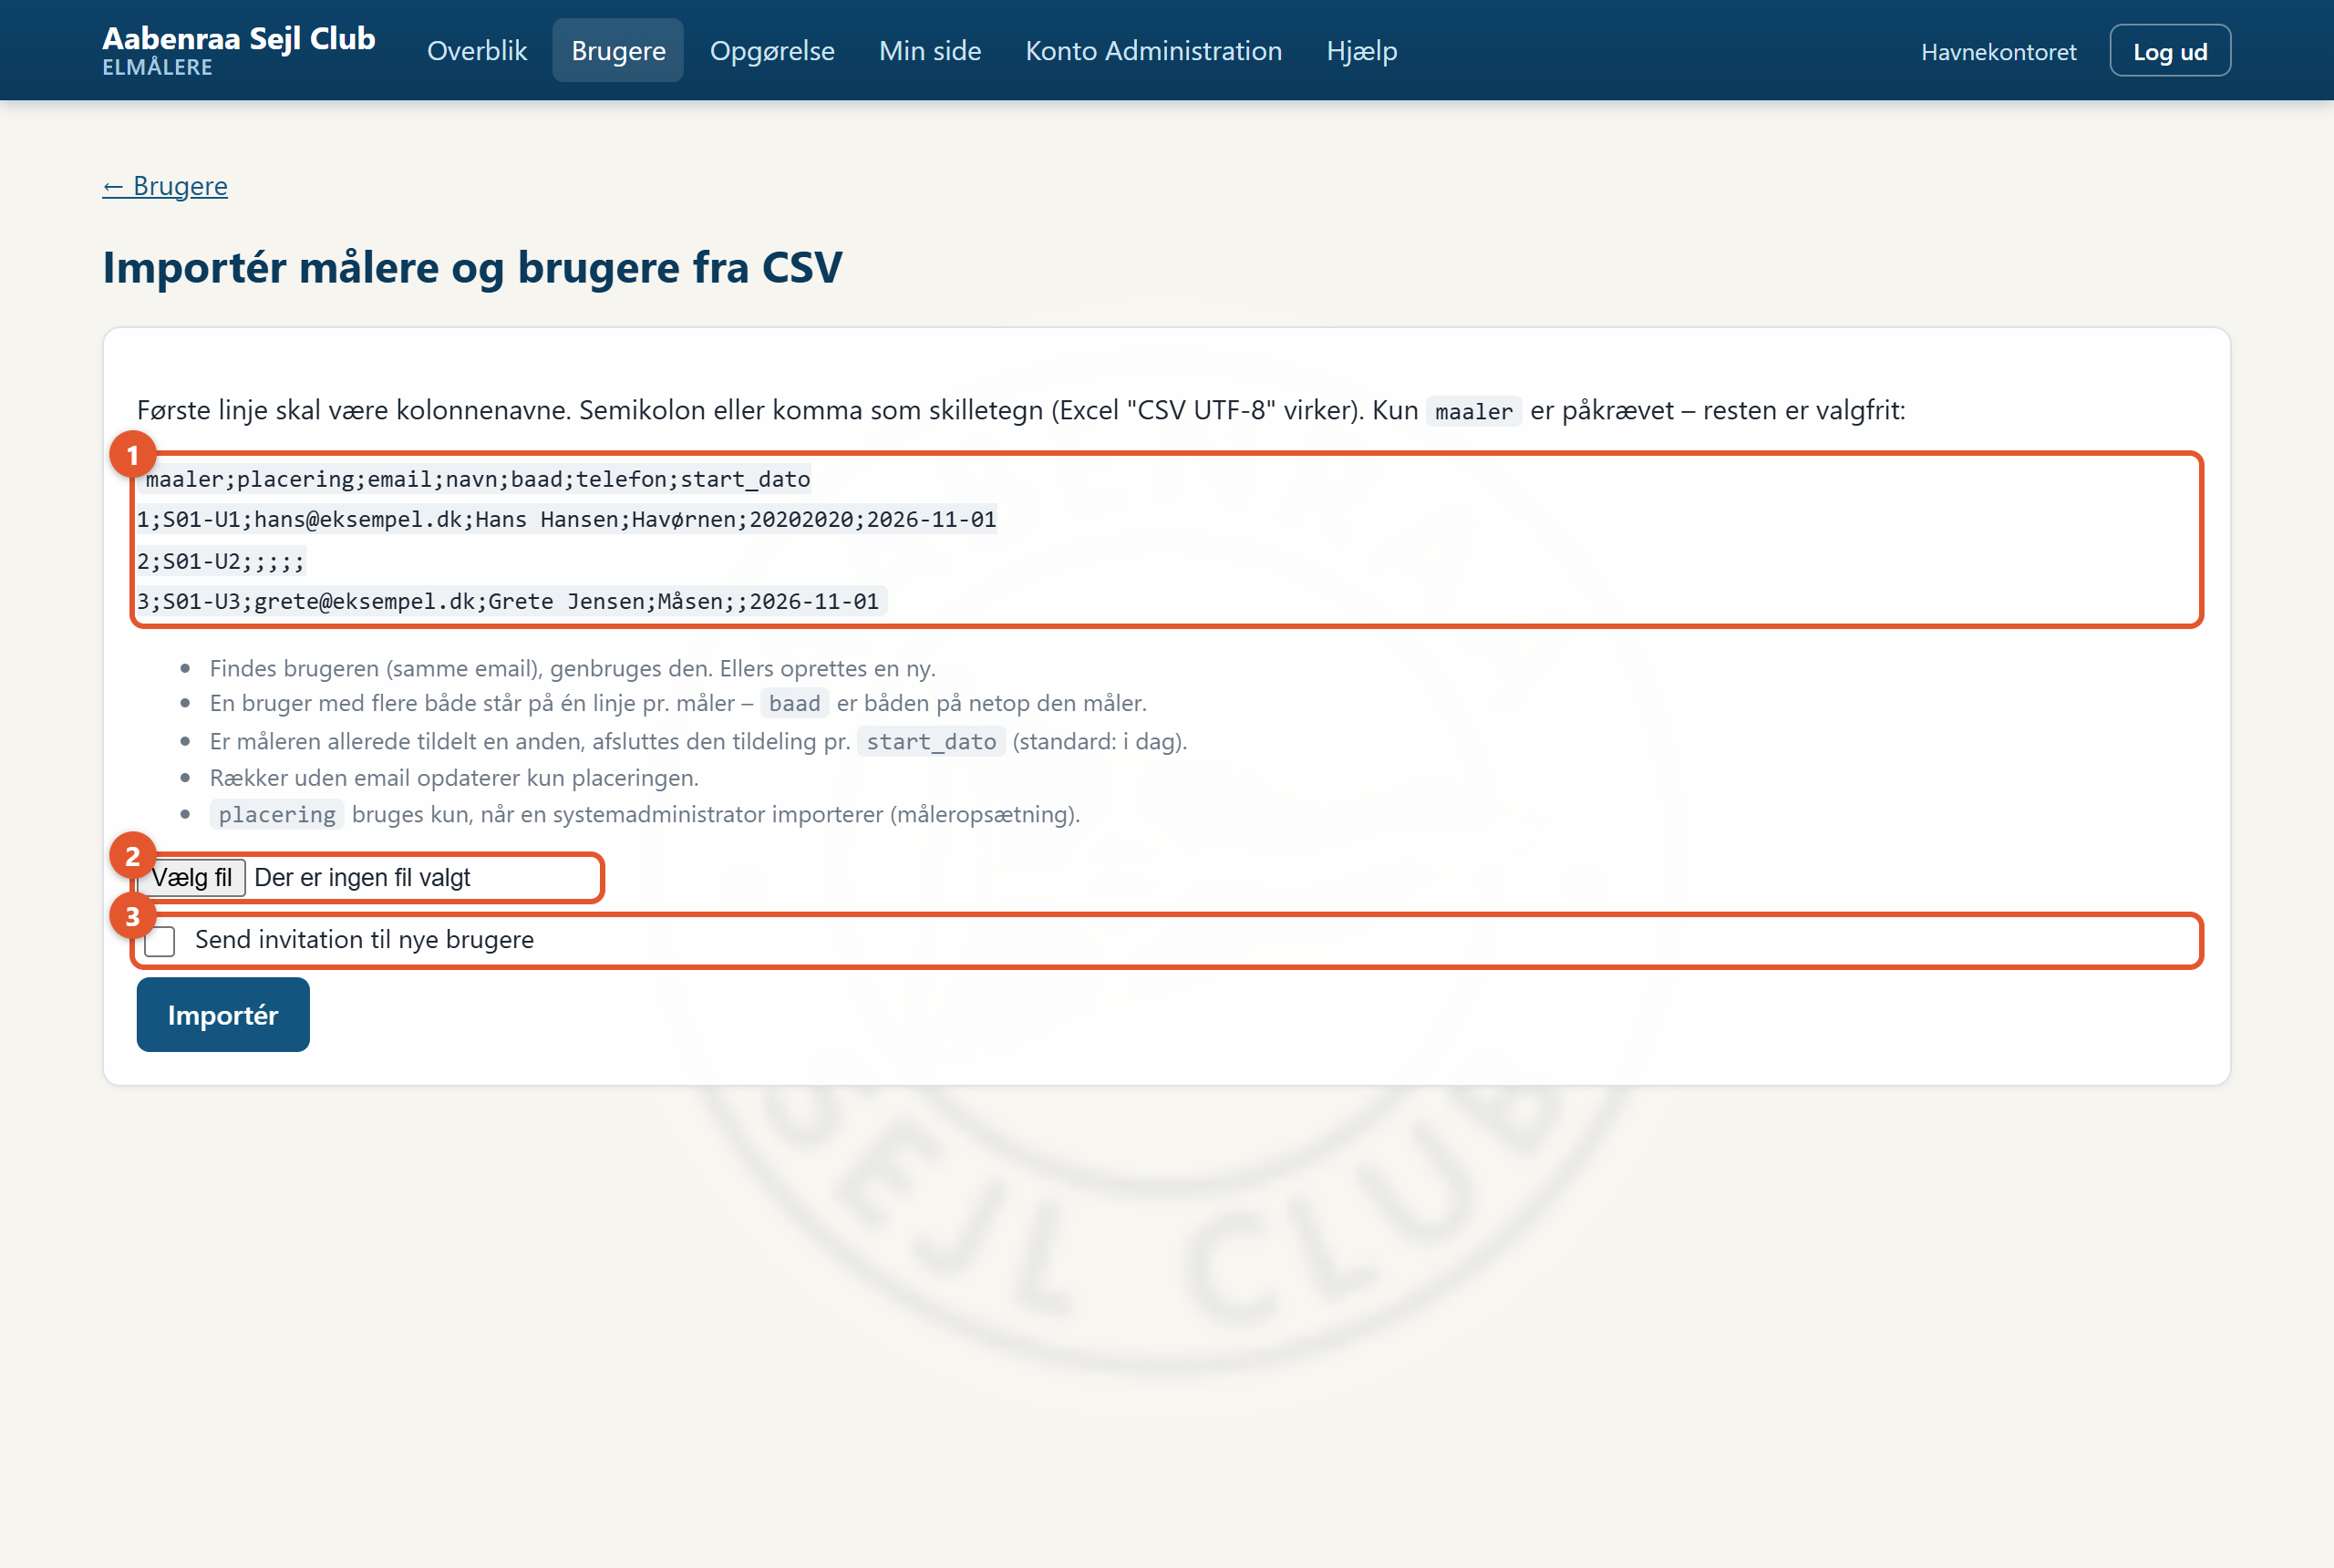 Aabenraa Sejl Club
ELMÅLERE
Overblik Brugere Opgørelse Min side Konto Administration Hjælp Havnekontoret Log ud
← Brugere
Importér målere og brugere fra CSV
Første linje skal være kolonnenavne. Semikolon eller komma som skilletegn (Excel "CSV UTF-8" virker). Kun maaler er påkrævet – resten er valgfrit:
1
maaler;placering;email;navn;baad;telefon;start_dato
1;S01-U1;hans@eksempel.dk;Hans Hansen;Havørnen;20202020;2026-11-01
2;S01-U2;;;;;
3;S01-U3;grete@eksempel.dk;Grete Jensen;Måsen;;2026-11-01
• Findes brugeren (samme email), genbruges den. Ellers oprettes en ny.
• En bruger med flere både står på én linje pr. måler – baad er båden på netop den måler.
• Er måleren allerede tildelt en anden, afsluttes den tildeling pr. start_dato (standard: i dag).
• Rækker uden email opdaterer kun placeringen.
• placering bruges kun, når en systemadministrator importerer (måleropsætning).
2
Vælg fil Der er ingen fil valgt
3
Send invitation til nye brugere
Importér
SEJL CLUB